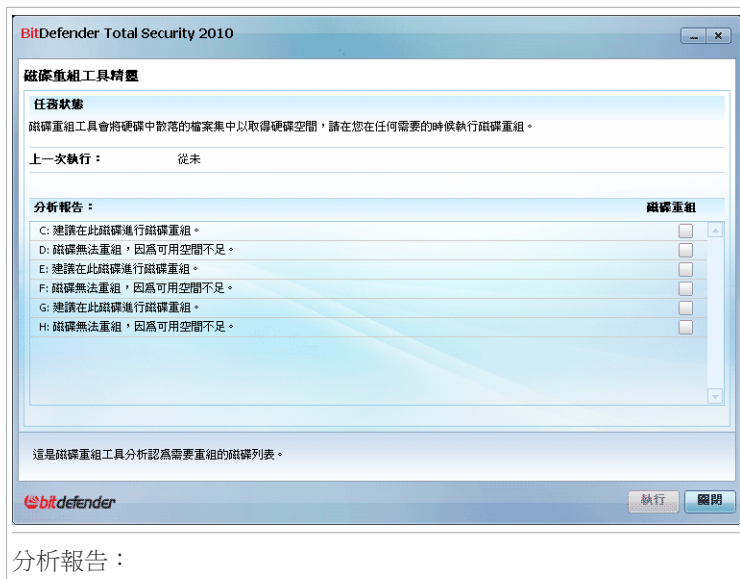 BitDefender Total Security 2010
磁碟重組工具精靈
任務狀態
磁碟重組工具會將硬碟中散落的檔案集中以取得硬碟空間，請在您在任何需要的時候執行磁碟重組。
上一次執行： 從未
分析報告： 磁碟重組
C: 建議在此磁碟進行磁碟重組。
D: 磁碟無法重組，因為可用空間不足。
E: 建議在此磁碟進行磁碟重組。
F: 磁碟無法重組，因為可用空間不足。
G: 建議在此磁碟進行磁碟重組。
H: 磁碟無法重組，因為可用空間不足。
這是磁碟重組工具分析認為需要重組的磁碟列表。
bitdefender 執行 關閉
分析報告：